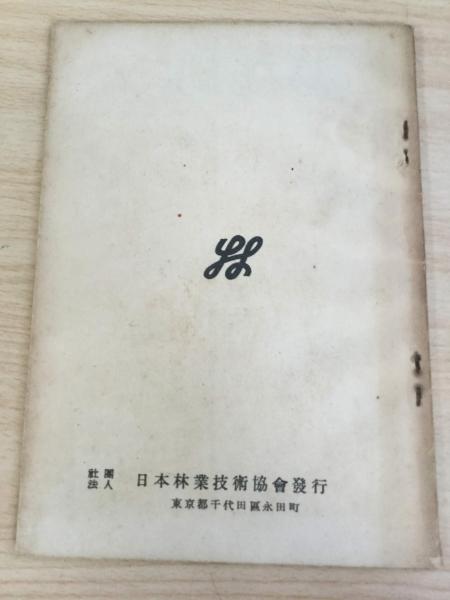 社團
法人 日本林業技術協會發行
東京都千代田區永田町